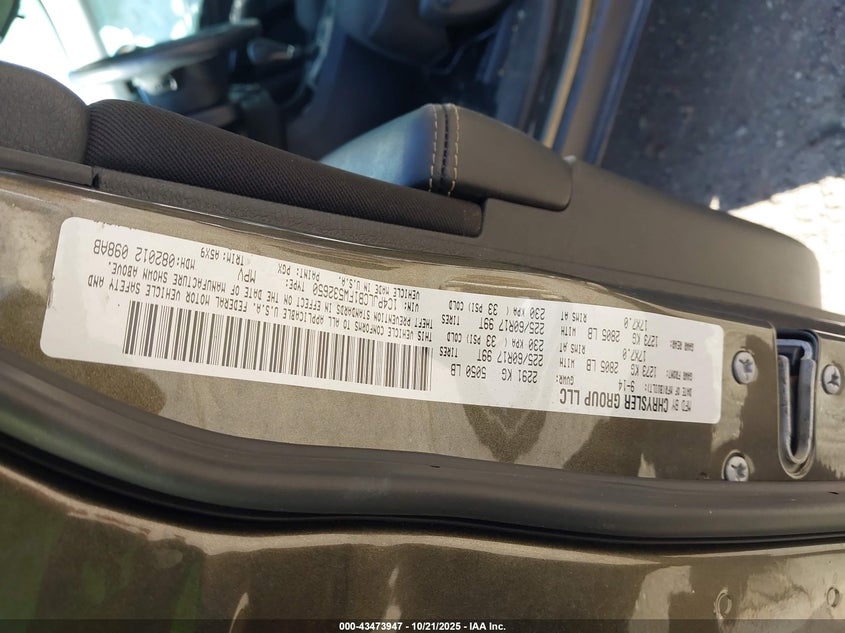 MFD BY CHRYSLER GROUP LLC
DATE OF MFR: 9-14 GVWR: 2291 KG 5050 LB
GAWR FRONT: 1273 KG 2805 LB WITH 225/60R17 99T TIRES
17X7.0 RIMS AT 230 KPA ( 33 PSI) COLD
GAWR REAR: 1273 KG 2805 LB WITH 225/60R17 99T TIRES
17X7.0 RIMS AT 230 KPA ( 33 PSI) COLD
THIS VEHICLE CONFORMS TO ALL APPLICABLE U.S.A. FEDERAL MOTOR VEHICLE SAFETY AND
THEFT PREVENTION STANDARDS IN EFFECT ON THE DATE OF MANUFACTURE SHOWN ABOVE.
VIN: 1C4PJLCB1FW532650 TYPE: MPV MDH:082012 098AB
VEHICLE MADE IN U.S.A. PAINT: PGX TRIM: A5X9
000-43473947 | 10/21/2025 - IAA Inc.